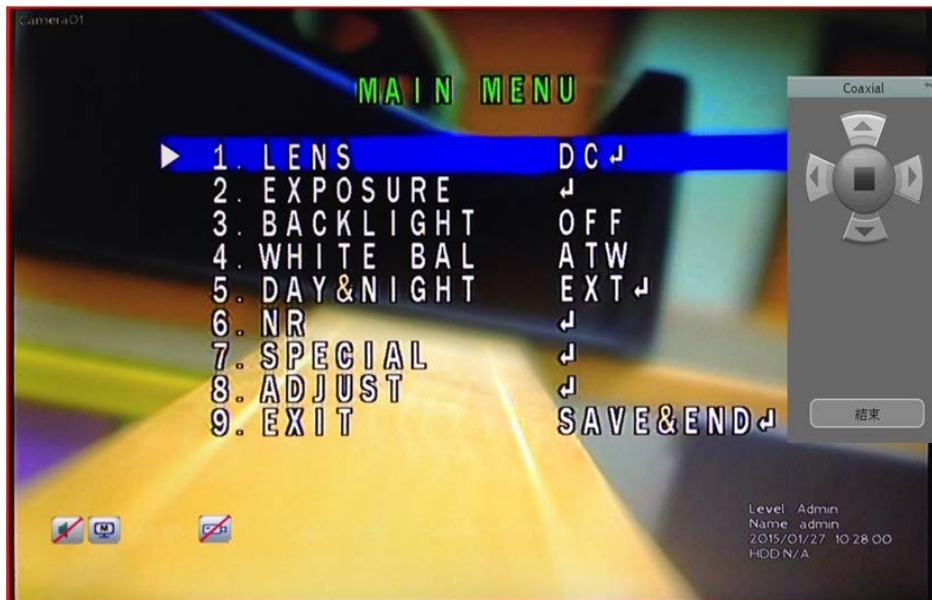 Camera01
MAIN MENU
1. LENS DC↲
2. EXPOSURE ↲
3. BACKLIGHT OFF
4. WHITE BAL ATW
5. DAY&NIGHT EXT↲
6. NR ↲
7. SPECIAL ↲
8. ADJUST ↲
9. EXIT SAVE&END↲
Coaxial
結束
M
Level Admin
Name admin
2015/01/27 10:28:00
HDD N/A